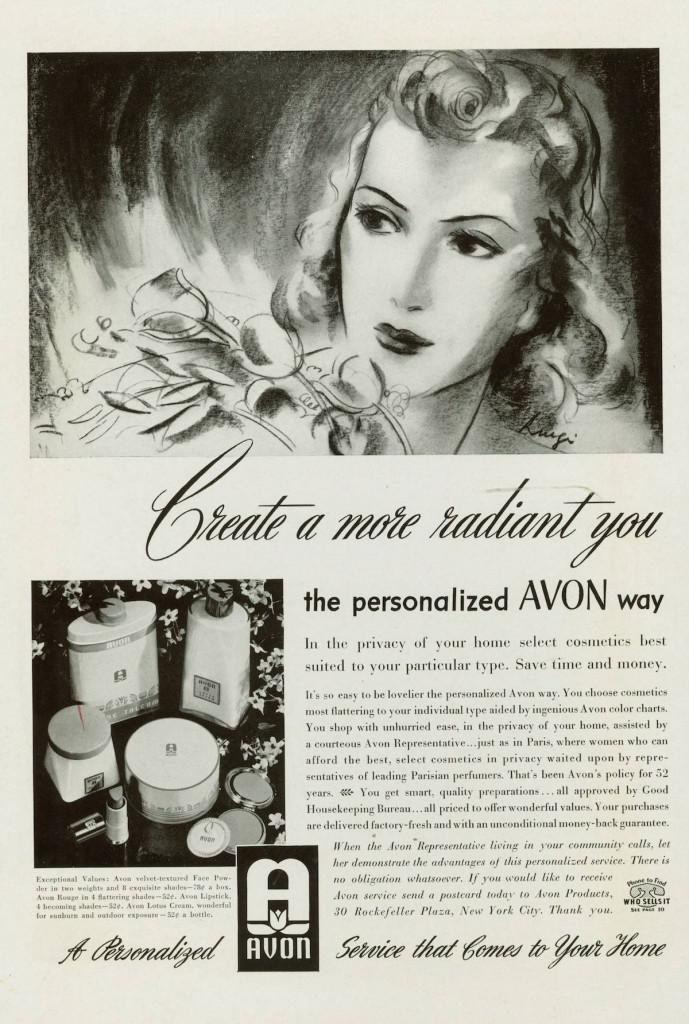 Luigi
Create a more radiant you
the personalized AVON way
In the privacy of your home select cosmetics best
suited to your particular type. Save time and money.
It's so easy to be lovelier the personalized Avon way. You choose cosmetics
most flattering to your individual type aided by ingenious Avon color charts.
You shop with unhurried ease, in the privacy of your home, assisted by
a courteous Avon Representative...just as in Paris, where women who can
afford the best, select cosmetics in privacy waited upon by repre-
sentatives of leading Parisian perfumers. That's been Avon's policy for 52
years. You get smart, quality preparations...all approved by Good
Housekeeping Bureau...all priced to offer wonderful values. Your purchases
are delivered factory-fresh and with an unconditional money-back guarantee.
When the Avon Representative living in your community calls, let
her demonstrate the advantages of this personalized service. There is
no obligation whatsoever. If you would like to receive
Avon service send a postcard today to Avon Products,
30 Rockefeller Plaza, New York City. Thank you.
Phone to Find
WHO SELLS IT
SEE PAGE 10
AVON
TALCUM
AVON
Exceptional Values: Avon velvet-textured Face Pow-
der in two weights and 8 exquisite shades—78¢ a box.
Avon Rouge in 4 flattering shades—52¢. Avon Lipstick,
4 becoming shades—52¢. Avon Lotus Cream, wonderful
for sunburn and outdoor exposure—52¢ a bottle.
A Personalized
AVON
Service that Comes to Your Home